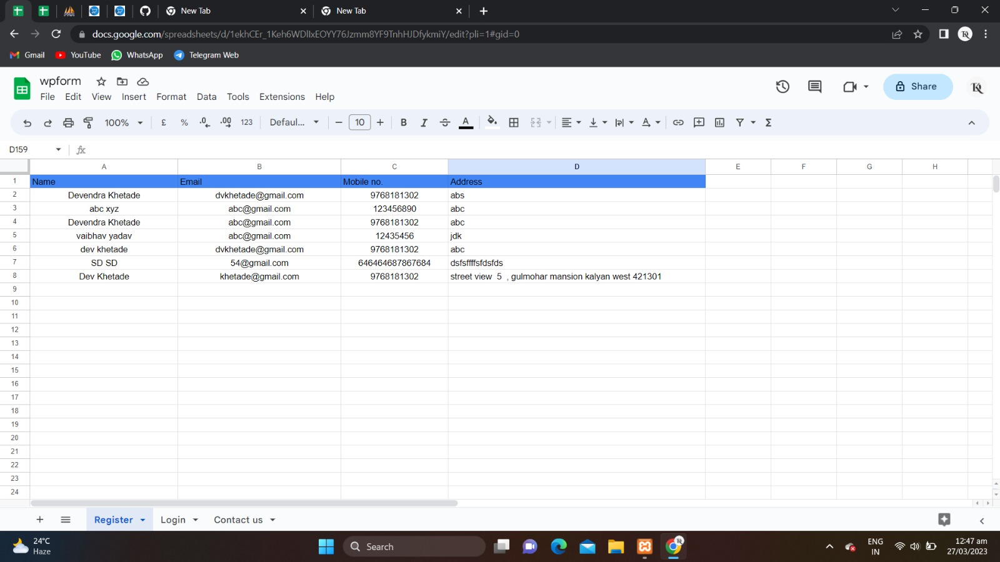 New Tab
New Tab
docs.google.com/spreadsheets/d/1ekhCEr_1Keh6WDllxEOYY76Jzmm8YF9TnhHJDfykmiY/edit?pli=1#gid=0
Gmail YouTube WhatsApp Telegram Web
wpform
File Edit View Insert Format Data Tools Extensions Help
Share
100% £ % .0 .00 123 Defaul... 10 B I A
D159 fx
A B C D E F G H
1 Name Email Mobile no. Address
2 Devendra Khetade dvkhetade@gmail.com 9768181302 abs
3 abc xyz abc@gmail.com 123456890 abc
4 Devendra Khetade abc@gmail.com 9768181302 abc
5 vaibhav yadav abc@gmail.com 12435456 jdk
6 dev khetade dvkhetade@gmail.com 9768181302 abc
7 SD SD 54@gmail.com 646464687867684 dsfsffffsfdsfds
8 Dev Khetade khetade@gmail.com 9768181302 street view 5 , gulmohar mansion kalyan west 421301
9
10
11
12
13
14
15
16
17
18
19
20
21
22
23
24
Register Login Contact us
24°C
Haze
Search
ENG
IN
12:47 am
27/03/2023